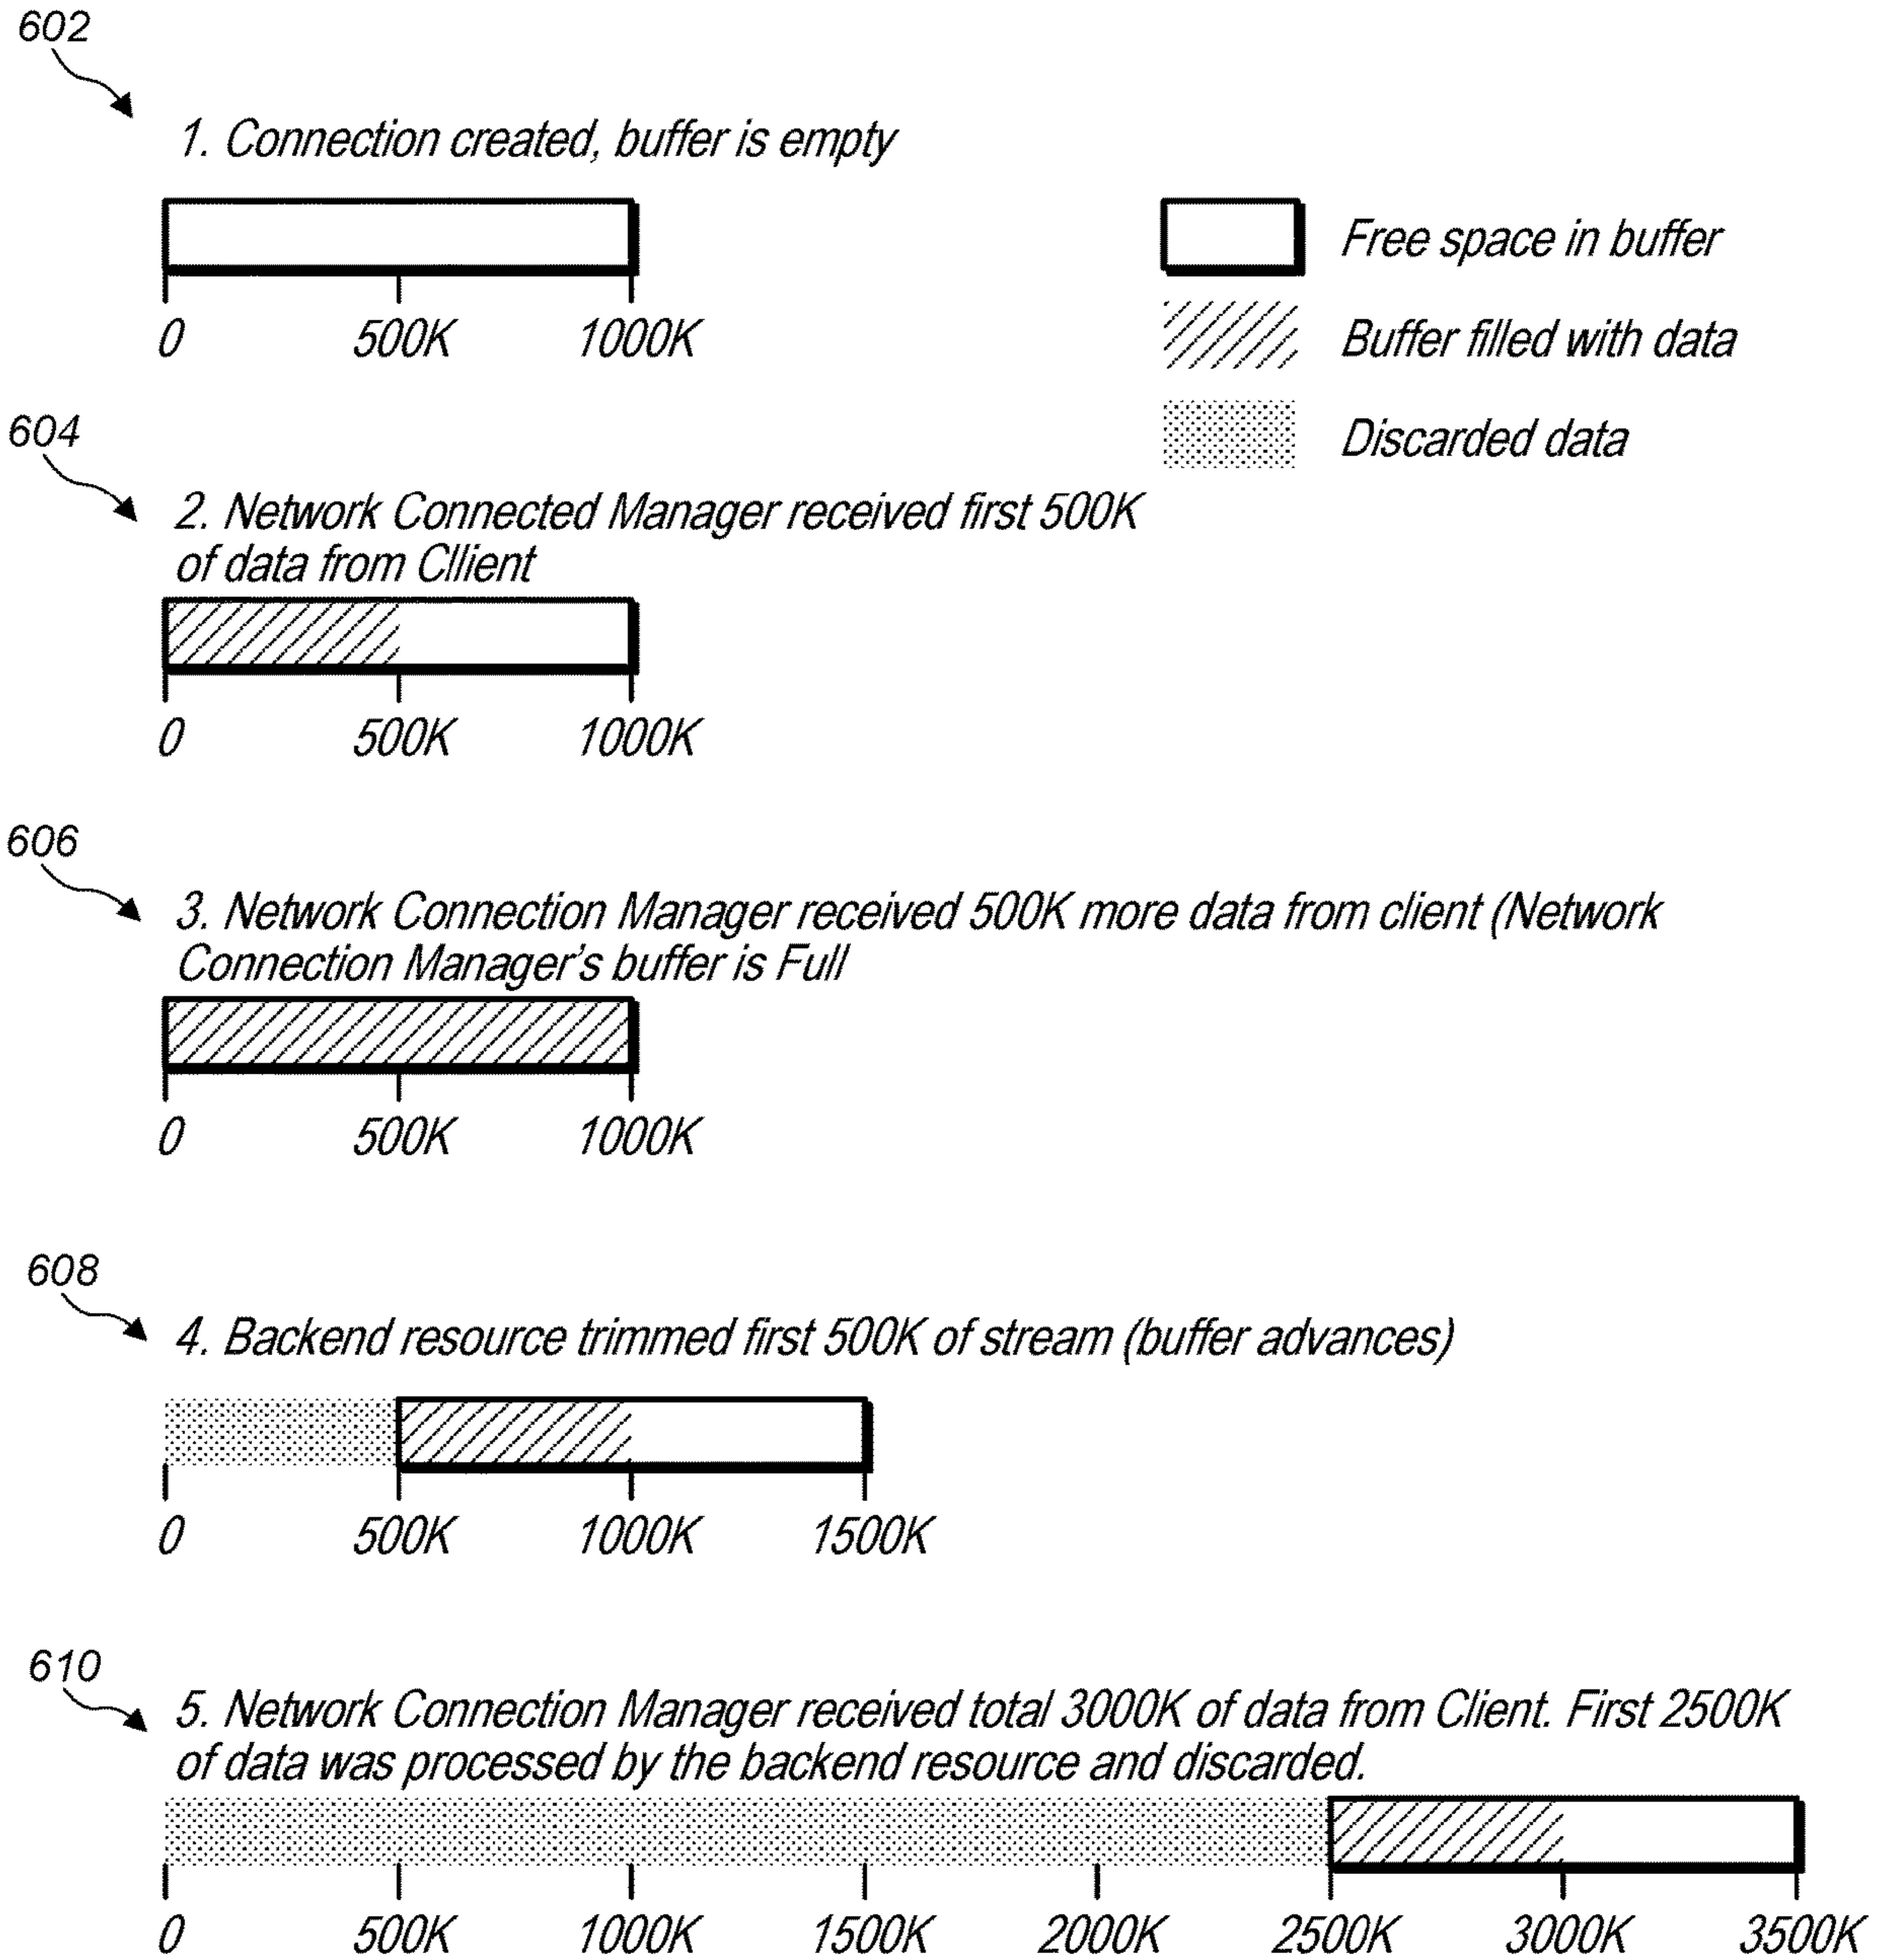 602
1. Connection created, buffer is empty
0 500K 1000K
Free space in buffer
Buffer filled with data
Discarded data
604
2. Network Connected Manager received first 500K
of data from Cllient
0 500K 1000K
606
3. Network Connection Manager received 500K more data from client (Network
Connection Manager's buffer is Full
0 500K 1000K
608
4. Backend resource trimmed first 500K of stream (buffer advances)
0 500K 1000K 1500K
610
5. Network Connection Manager received total 3000K of data from Client. First 2500K
of data was processed by the backend resource and discarded.
0 500K 1000K 1500K 2000K 2500K 3000K 3500K